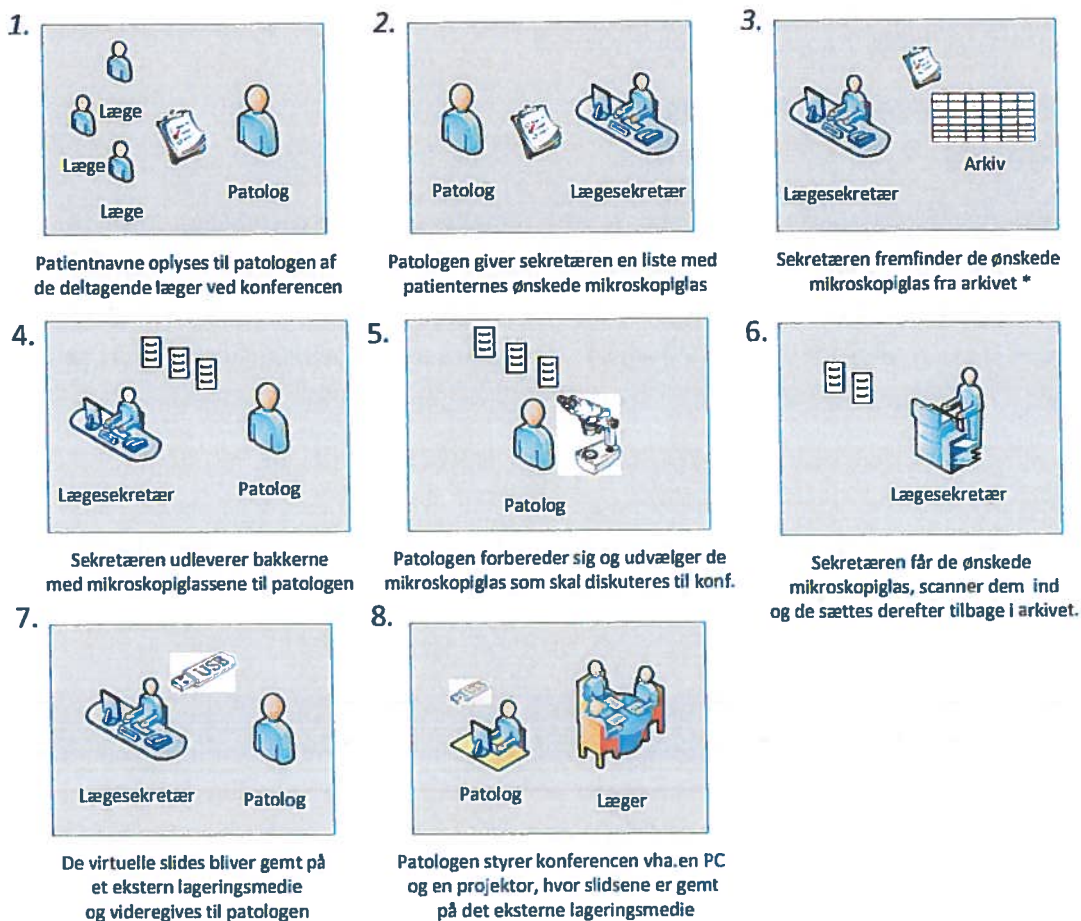 1.
Læge
Læge
Læge
Patolog
Patientnavne oplyses til patologen af
de deltagende læger ved konferencen
2.
Patolog
Lægesekretær
Patologen giver sekretæren en liste med
patienternes ønskede mikroskopiglas
3.
Lægesekretær
Arkiv
Sekretæren fremfinder de ønskede
mikroskopiglas fra arkivet *
4.
Lægesekretær
Patolog
Sekretæren udleverer bakkerne
med mikroskopiglassene til patologen
5.
Patolog
Patologen forbereder sig og udvælger de
mikroskopiglas som skal diskuteres til konf.
6.
Lægesekretær
Sekretæren får de ønskede
mikroskopiglas, scanner dem ind
og de sættes derefter tilbage i arkivet.
7.
USB
Lægesekretær
Patolog
De virtuelle slides bliver gemt på
et ekstern lageringsmedie
og videregives til patologen
8.
USB
Patolog
Læger
Patologen styrer konferencen vha.en PC
og en projektor, hvor slidsene er gemt
på det eksterne lageringsmedie